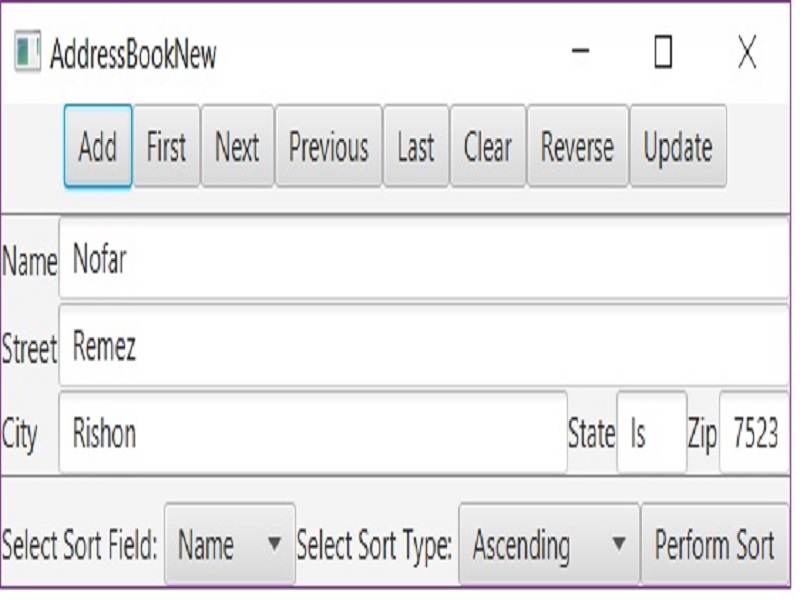 AddressBookNew
Add First Next Previous Last Clear Reverse Update
Name Nofar
Street Remez
City Rishon State Is Zip 7523
Select Sort Field: Name Select Sort Type: Ascending Perform Sort